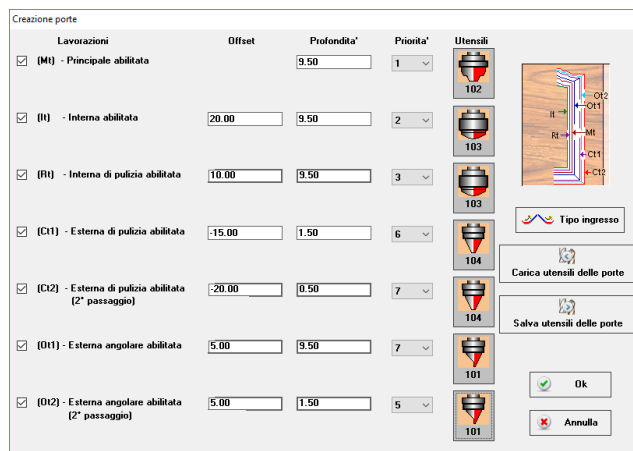 Creazione porte
Lavorazioni Offset Profondita' Priorita' Utensili
(Mt) - Principale abilitata 9.50 1 102
(It) - Interna abilitata 20.00 9.50 2 103
(Rt) - Interna di pulizia abilitata 10.00 9.50 3 103
(Ct1) - Esterna di pulizia abilitata -15.00 1.50 6 104
(Ct2) - Esterna di pulizia abilitata -20.00 0.50 7 104
(2° passaggio)
(Ot1) - Esterna angolare abilitata 5.00 9.50 7 101
(Ot2) - Esterna angolare abilitata 5.00 1.50 5 101
(2° passaggio)
Ot2
Ot1
It
Rt Mt
Ct1
Ct2
Tipo ingresso
Carica utensili delle porte
Salva utensili delle porte
Ok
Annulla